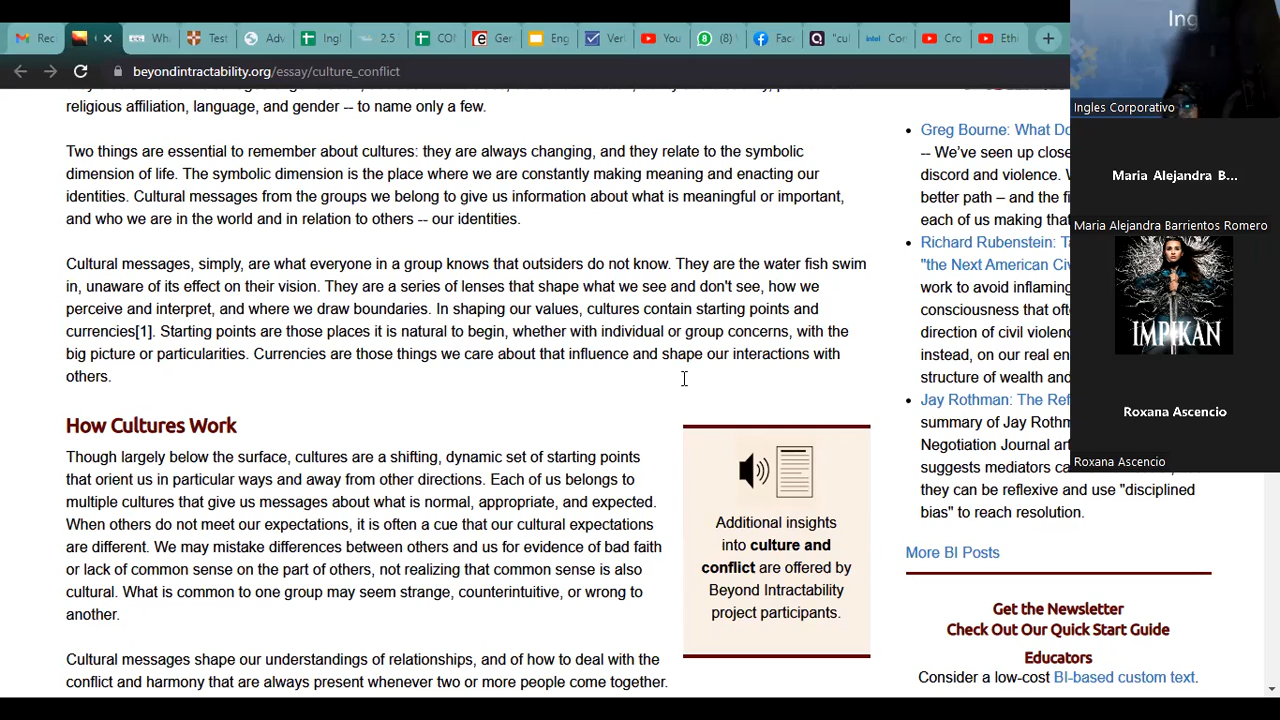 Rec
Wha
Test
Adv
Ingl
2.5
COI
Ger
Eng
Verl
You
(8)
Fac
"cul
Con
Cro
Eth
beyondintractability.org/essay/culture_conflict
religious affiliation, language, and gender -- to name only a few.
Two things are essential to remember about cultures: they are always changing, and they relate to the symbolic
dimension of life. The symbolic dimension is the place where we are constantly making meaning and enacting our
identities. Cultural messages from the groups we belong to give us information about what is meaningful or important,
and who we are in the world and in relation to others -- our identities.
Cultural messages, simply, are what everyone in a group knows that outsiders do not know. They are the water fish swim
in, unaware of its effect on their vision. They are a series of lenses that shape what we see and don't see, how we
perceive and interpret, and where we draw boundaries. In shaping our values, cultures contain starting points and
currencies[1]. Starting points are those places it is natural to begin, whether with individual or group concerns, with the
big picture or particularities. Currencies are those things we care about that influence and shape our interactions with
others.
How Cultures Work
Though largely below the surface, cultures are a shifting, dynamic set of starting points
that orient us in particular ways and away from other directions. Each of us belongs to
multiple cultures that give us messages about what is normal, appropriate, and expected.
When others do not meet our expectations, it is often a cue that our cultural expectations
are different. We may mistake differences between others and us for evidence of bad faith
or lack of common sense on the part of others, not realizing that common sense is also
cultural. What is common to one group may seem strange, counterintuitive, or wrong to
another.
Cultural messages shape our understandings of relationships, and of how to deal with the
conflict and harmony that are always present whenever two or more people come together.
Additional insights
into culture and
conflict are offered by
Beyond Intractability
project participants.
Greg Bourne: What Do
-- We've seen up close
discord and violence. W
better path – and the fi
each of us making that
Richard Rubenstein: Ta
"the Next American Civ
work to avoid inflaming
consciousness that oft
direction of civil violenc
instead, on our real en
structure of wealth and
Jay Rothman: The Ref
summary of Jay Rothm
Negotiation Journal art
suggests mediators ca
they can be reflexive and use "disciplined
bias" to reach resolution.
More BI Posts
Get the Newsletter
Check Out Our Quick Start Guide
Educators
Consider a low-cost BI-based custom text.
Ing
Ingles Corporativo
Maria Alejandra B...
Maria Alejandra Barrientos Romero
IMPIKAN
Roxana Ascencio
Roxana Ascencio